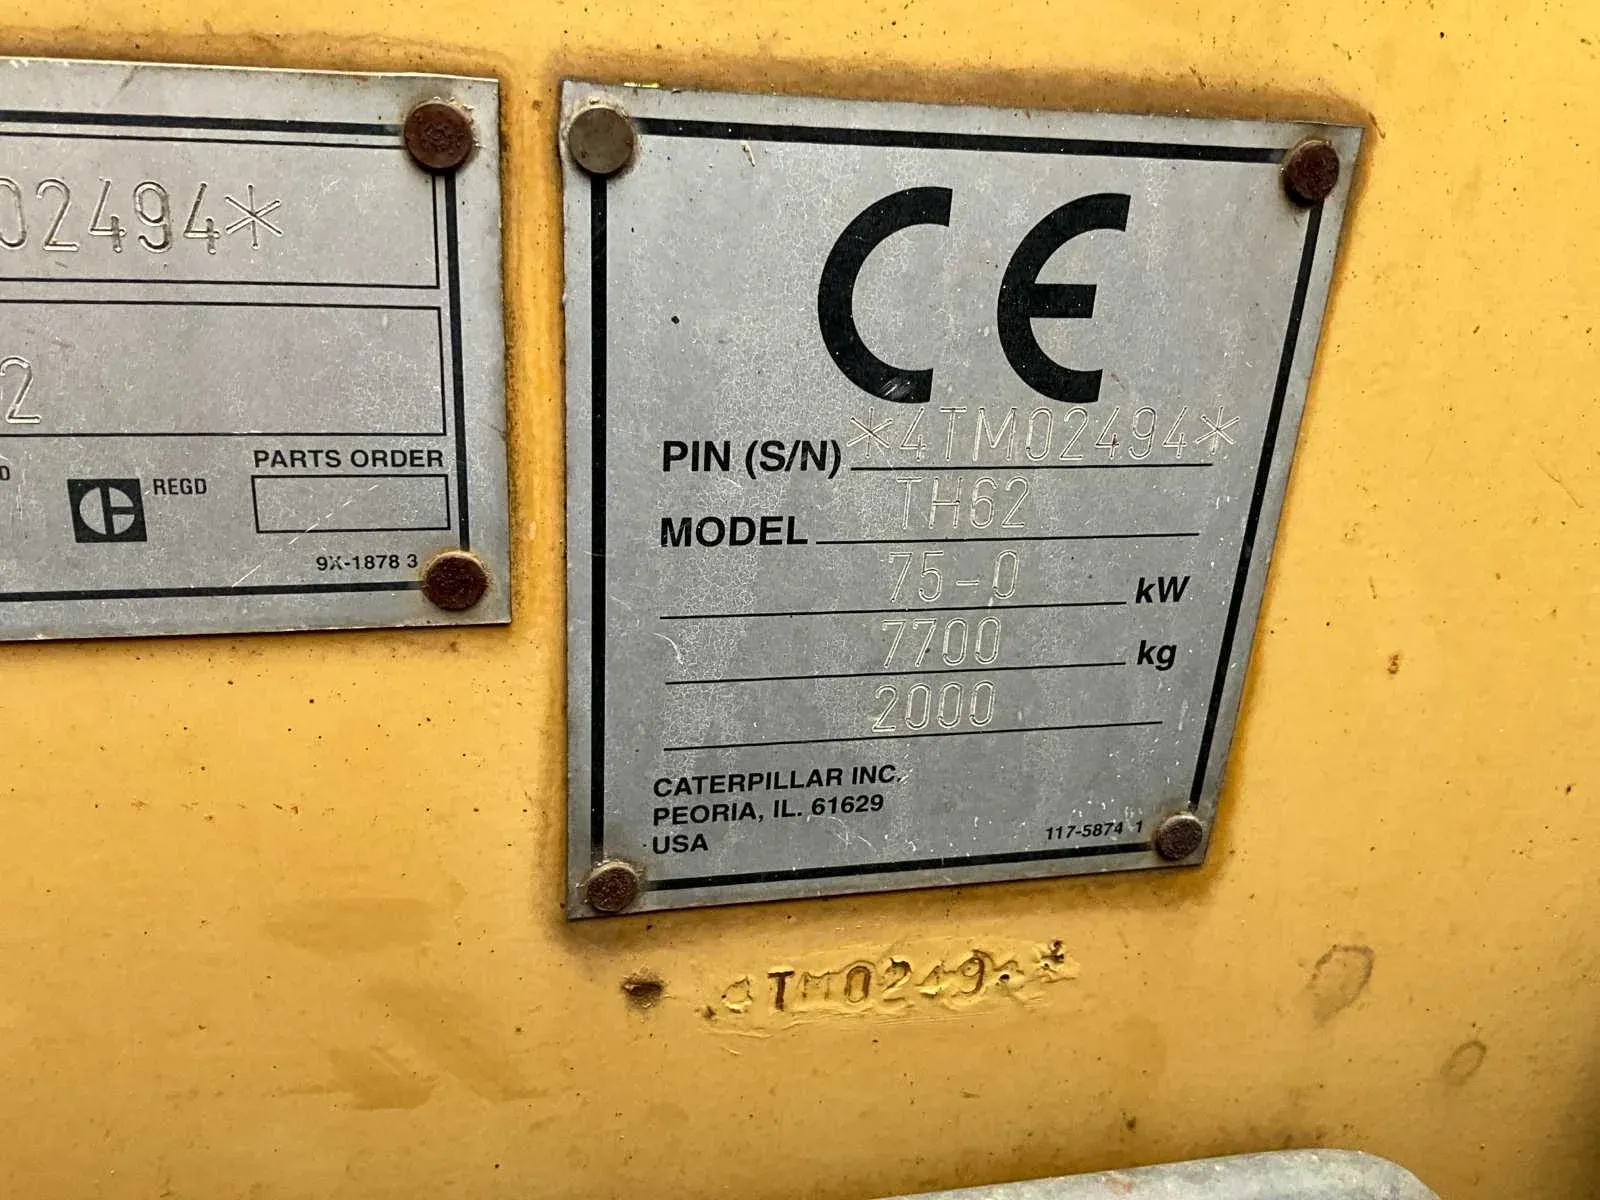 02494*
2
PARTS ORDER
REGD
9X-1878 3
CE
PIN (S/N) *4TM02494*
MODEL TH62
75-0 kW
7700 kg
2000
CATERPILLAR INC.
PEORIA, IL. 61629
USA
117-5874 1
4TM02494*